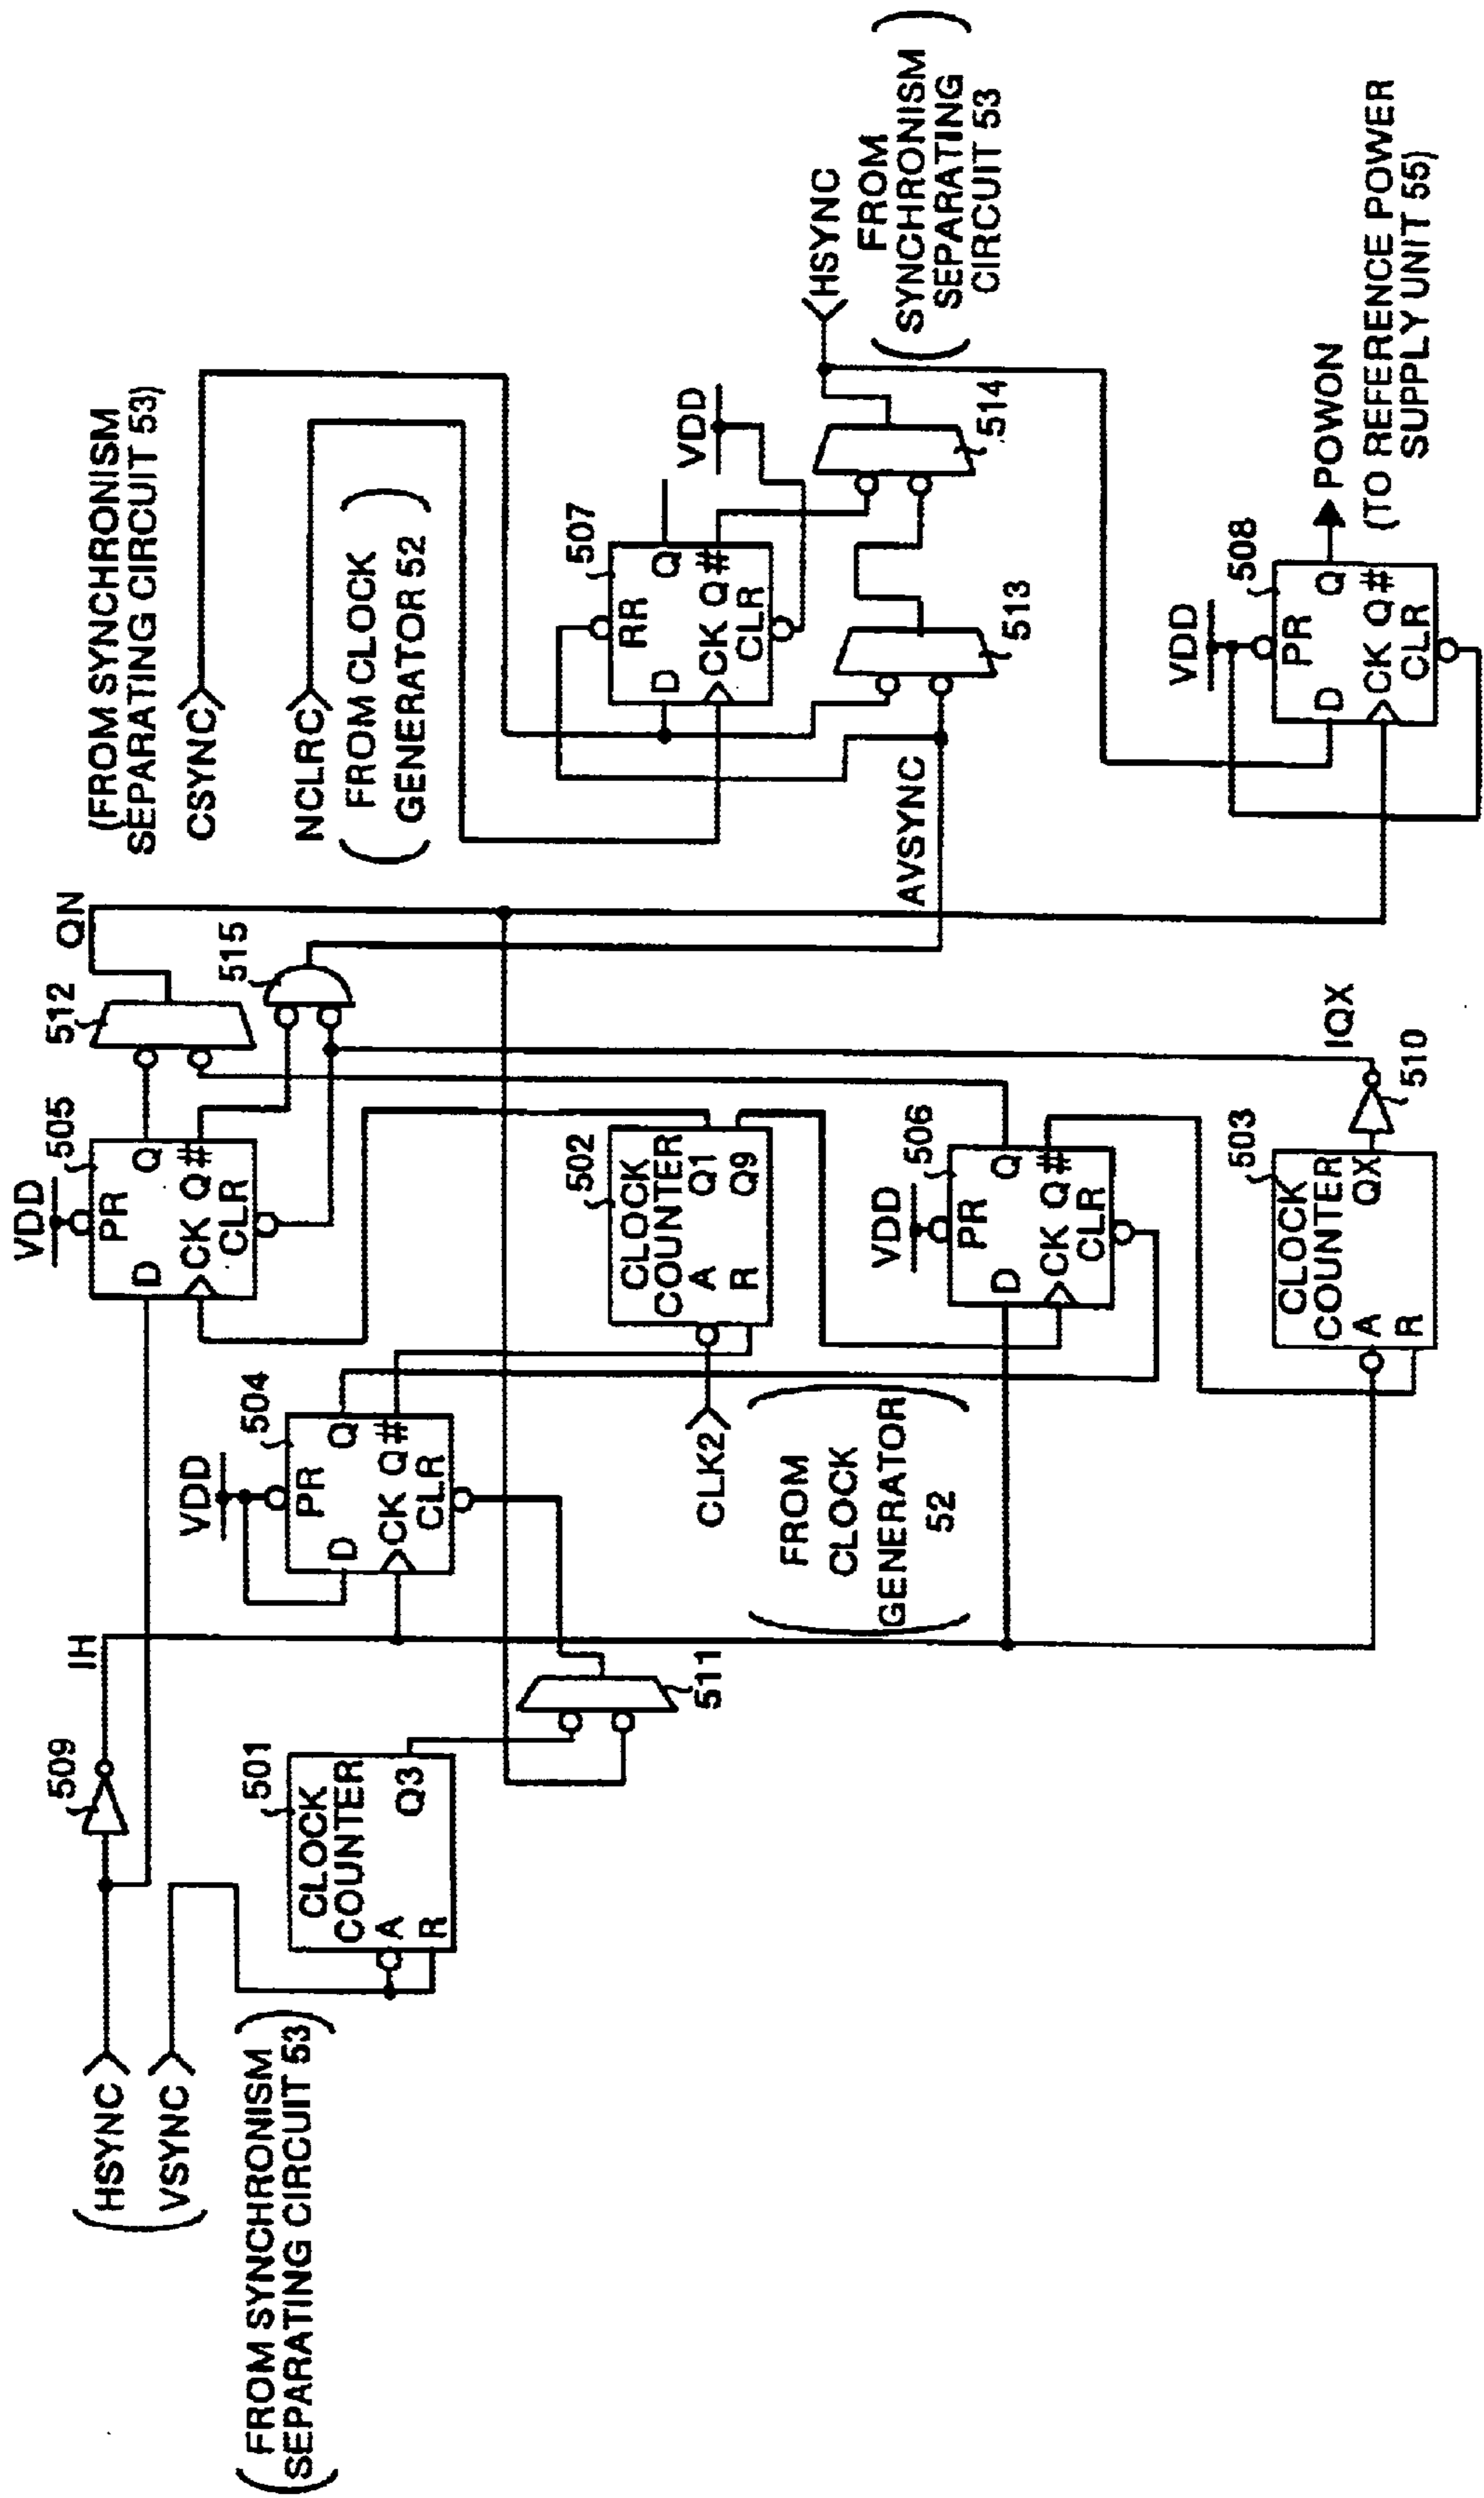 HSYNC
VSYNC
(FROM SYNCHRONISM
SEPARATING CIRCUIT 53)
509
IH
501
CLOCK
COUNTER
A
Q3
R
511
VDD
504
PR
D
Q
CK Q#
CLR
CLK2
(FROM
CLOCK
GENERATOR
52)
VDD
505
PR
D
Q
CK Q#
CLR
502
CLOCK
COUNTER
A
Q1
R
Q9
VDD
506
PR
D
Q
CK Q#
CLR
503
CLOCK
COUNTER
A
QX
R
510
IQX
512
QN
515
AVSYNC
(FROM SYNCHRONISM
SEPARATING CIRCUIT 53)
CSYNC
NCLRC
(FROM CLOCK
GENERATOR 52)
507
RR
D
Q
CK Q#
CLR
VDD
513
514
HSYNC
(FROM
SYNCHRONISM
SEPARATING
CIRCUIT 53)
VDD
508
PR
D
Q
CK Q#
CLR
POWON
(TO REFERENCE POWER
SUPPLY UNIT 55)